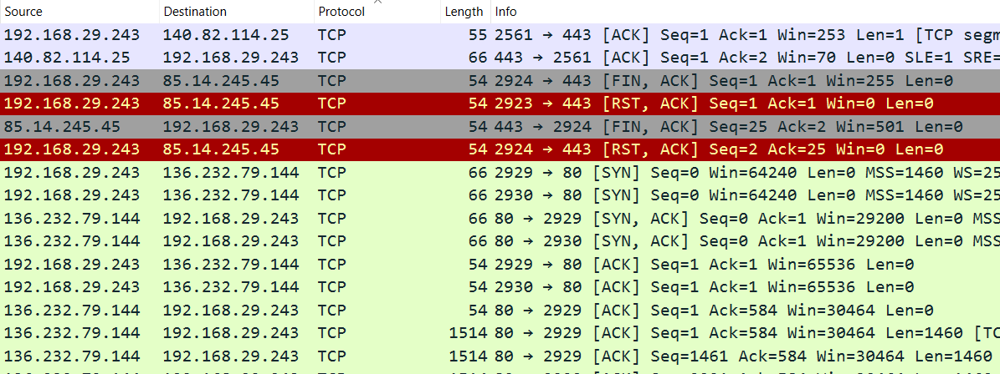 Source Destination Protocol Length Info
192.168.29.243 140.82.114.25 TCP 55 2561 → 443 [ACK] Seq=1 Ack=1 Win=253 Len=1 [TCP segm
140.82.114.25 192.168.29.243 TCP 66 443 → 2561 [ACK] Seq=1 Ack=2 Win=70 Len=0 SLE=1 SRE=
192.168.29.243 85.14.245.45 TCP 54 2924 → 443 [FIN, ACK] Seq=1 Ack=1 Win=255 Len=0
192.168.29.243 85.14.245.45 TCP 54 2923 → 443 [RST, ACK] Seq=1 Ack=1 Win=0 Len=0
85.14.245.45 192.168.29.243 TCP 54 443 → 2924 [FIN, ACK] Seq=25 Ack=2 Win=501 Len=0
192.168.29.243 85.14.245.45 TCP 54 2924 → 443 [RST, ACK] Seq=2 Ack=25 Win=0 Len=0
192.168.29.243 136.232.79.144 TCP 66 2929 → 80 [SYN] Seq=0 Win=64240 Len=0 MSS=1460 WS=25
192.168.29.243 136.232.79.144 TCP 66 2930 → 80 [SYN] Seq=0 Win=64240 Len=0 MSS=1460 WS=25
136.232.79.144 192.168.29.243 TCP 66 80 → 2929 [SYN, ACK] Seq=0 Ack=1 Win=29200 Len=0 MSS
136.232.79.144 192.168.29.243 TCP 66 80 → 2930 [SYN, ACK] Seq=0 Ack=1 Win=29200 Len=0 MSS
192.168.29.243 136.232.79.144 TCP 54 2929 → 80 [ACK] Seq=1 Ack=1 Win=65536 Len=0
192.168.29.243 136.232.79.144 TCP 54 2930 → 80 [ACK] Seq=1 Ack=1 Win=65536 Len=0
136.232.79.144 192.168.29.243 TCP 54 80 → 2929 [ACK] Seq=1 Ack=584 Win=30464 Len=0
136.232.79.144 192.168.29.243 TCP 1514 80 → 2929 [ACK] Seq=1 Ack=584 Win=30464 Len=1460 [TC
136.232.79.144 192.168.29.243 TCP 1514 80 → 2929 [ACK] Seq=1461 Ack=584 Win=30464 Len=1460